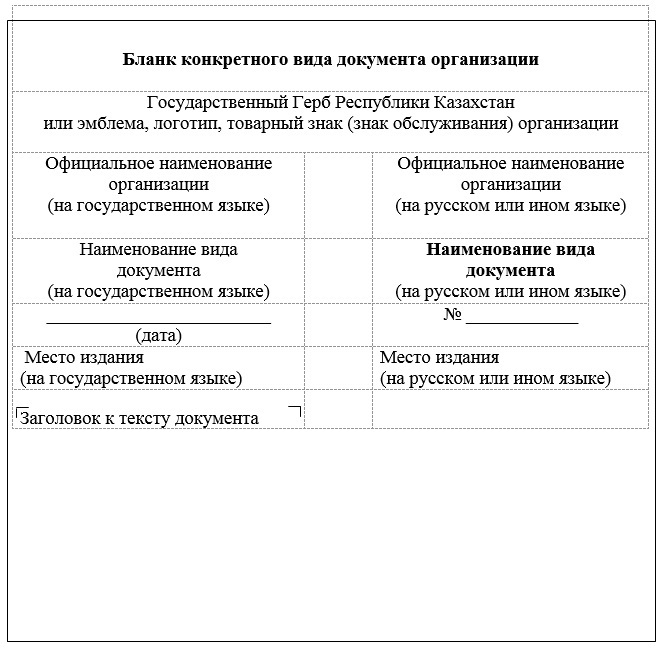 Бланк конкретного вида документа организации
Государственный Герб Республики Казахстан
или эмблема, логотип, товарный знак (знак обслуживания) организации
Официальное наименование
организации
(на государственном языке)
Официальное наименование
организации
(на русском или ином языке)
Наименование вида
документа
(на государственном языке)
Наименование вида
документа
(на русском или ином языке)
_________________________
(дата)
№ ____________
Место издания
(на государственном языке)
Место издания
(на русском или ином языке)
Заголовок к тексту документа